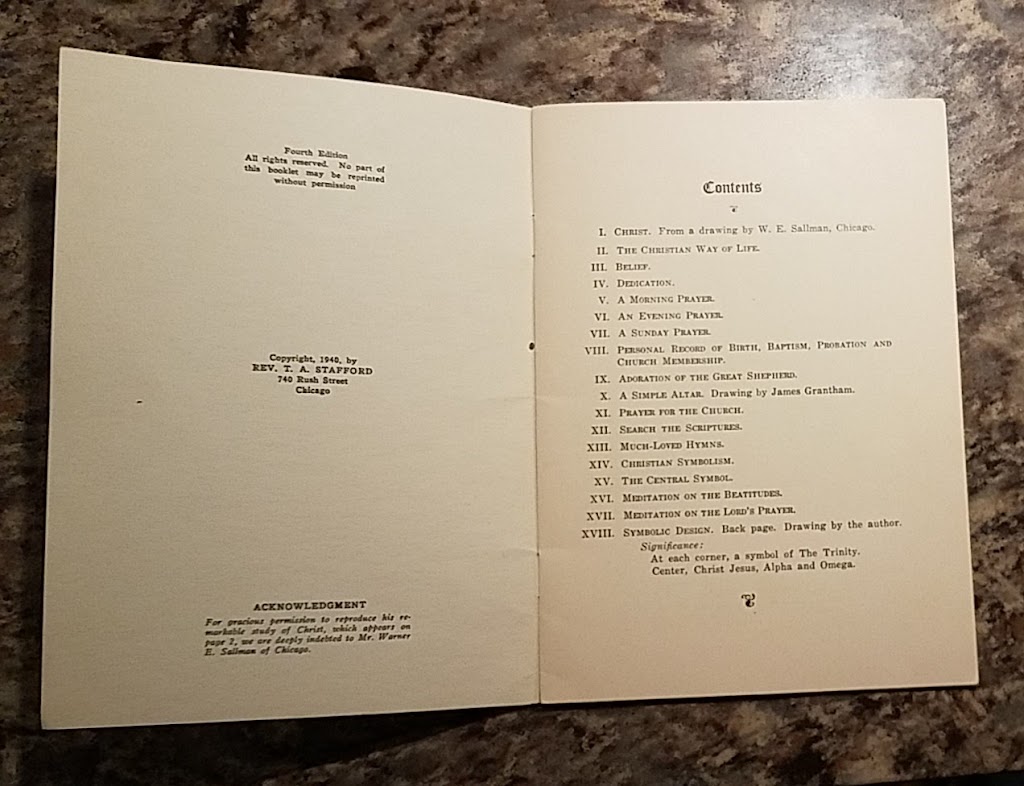 Fourth Edition
All rights reserved. No part of
this booklet may be reprinted
without permission
Copyright, 1940, by
REV. T. A. STAFFORD
740 Rush Street
Chicago
ACKNOWLEDGMENT
For gracious permission to reproduce his re-
markable study of Christ, which appears on
page 2, we are deeply indebted to Mr. Warner
E. Sallman of Chicago.
Contents
I. CHRIST. From a drawing by W. E. Sallman, Chicago.
II. THE CHRISTIAN WAY OF LIFE.
III. BELIEF.
IV. DEDICATION.
V. A MORNING PRAYER.
VI. AN EVENING PRAYER.
VII. A SUNDAY PRAYER.
VIII. PERSONAL RECORD OF BIRTH, BAPTISM, PROBATION AND
CHURCH MEMBERSHIP.
IX. ADORATION OF THE GREAT SHEPHERD.
X. A SIMPLE ALTAR. Drawing by James Grantham.
XI. PRAYER FOR THE CHURCH.
XII. SEARCH THE SCRIPTURES.
XIII. MUCH-LOVED HYMNS.
XIV. CHRISTIAN SYMBOLISM.
XV. THE CENTRAL SYMBOL.
XVI. MEDITATION ON THE BEATITUDES.
XVII. MEDITATION ON THE LORD'S PRAYER.
XVIII. SYMBOLIC DESIGN. Back page. Drawing by the author.
Significance:
At each corner, a symbol of The Trinity.
Center, Christ Jesus, Alpha and Omega.